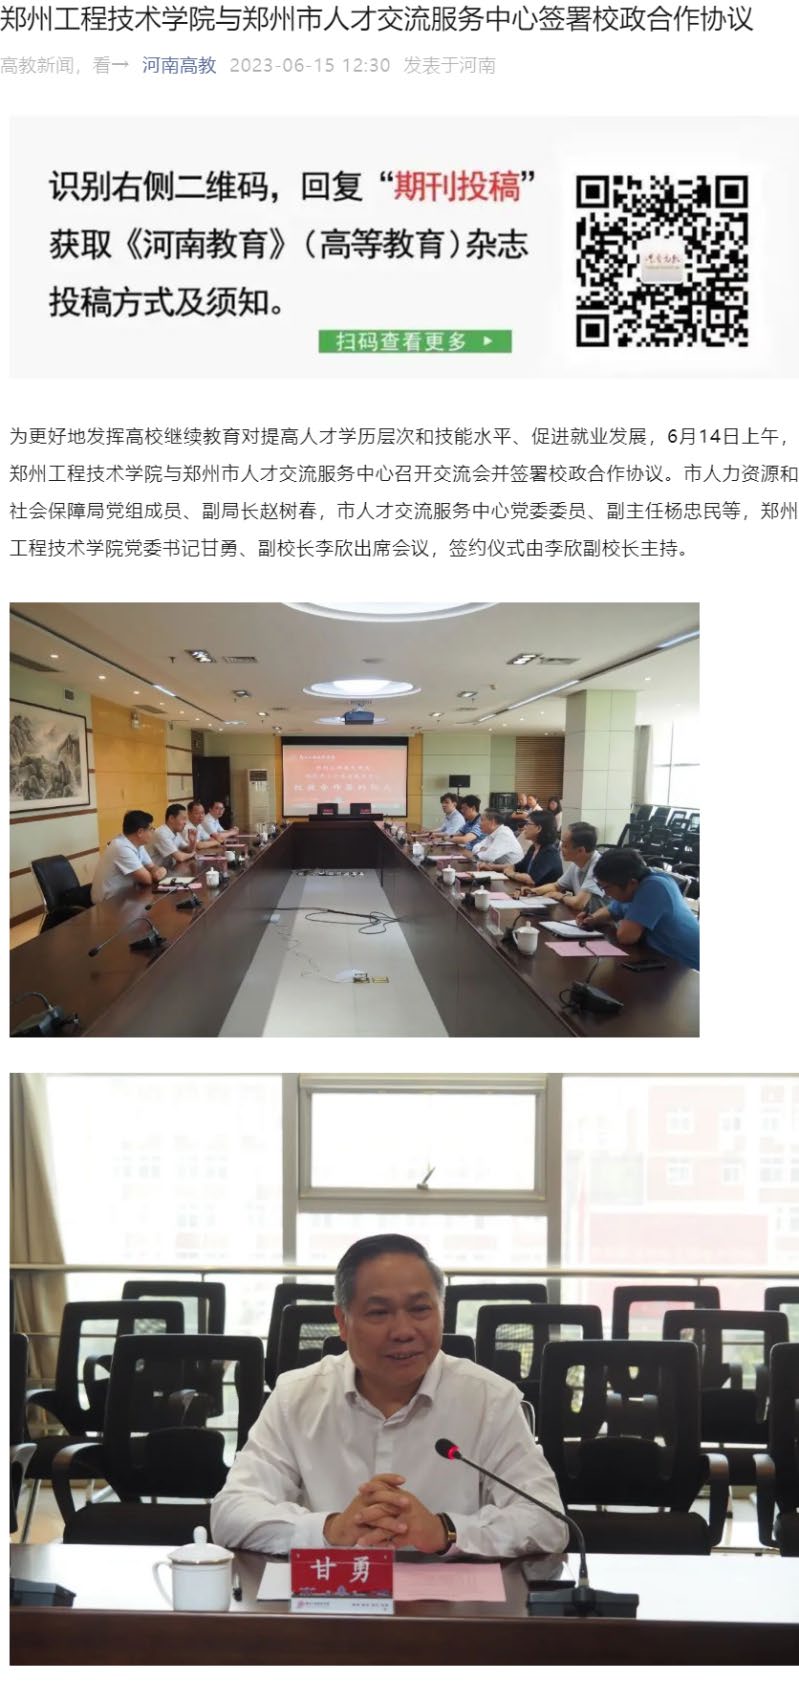 郑州工程技术学院与郑州市人才交流服务中心签署校政合作协议
高教新闻，看→ 河南高教 2023-06-15 12:30 发表于河南
识别右侧二维码，回复“期刊投稿”
获取《河南教育》（高等教育）杂志
投稿方式及须知。
扫码查看更多
为更好地发挥高校继续教育对提高人才学历层次和技能水平、促进就业发展，6月14日上午，
郑州工程技术学院与郑州市人才交流服务中心召开交流会并签署校政合作协议。市人力资源和
社会保障局党组成员、副局长赵树春，市人才交流服务中心党委委员、副主任杨忠民等，郑州
工程技术学院党委书记甘勇、副校长李欣出席会议，签约仪式由李欣副校长主持。
校政合作签约仪式
甘勇